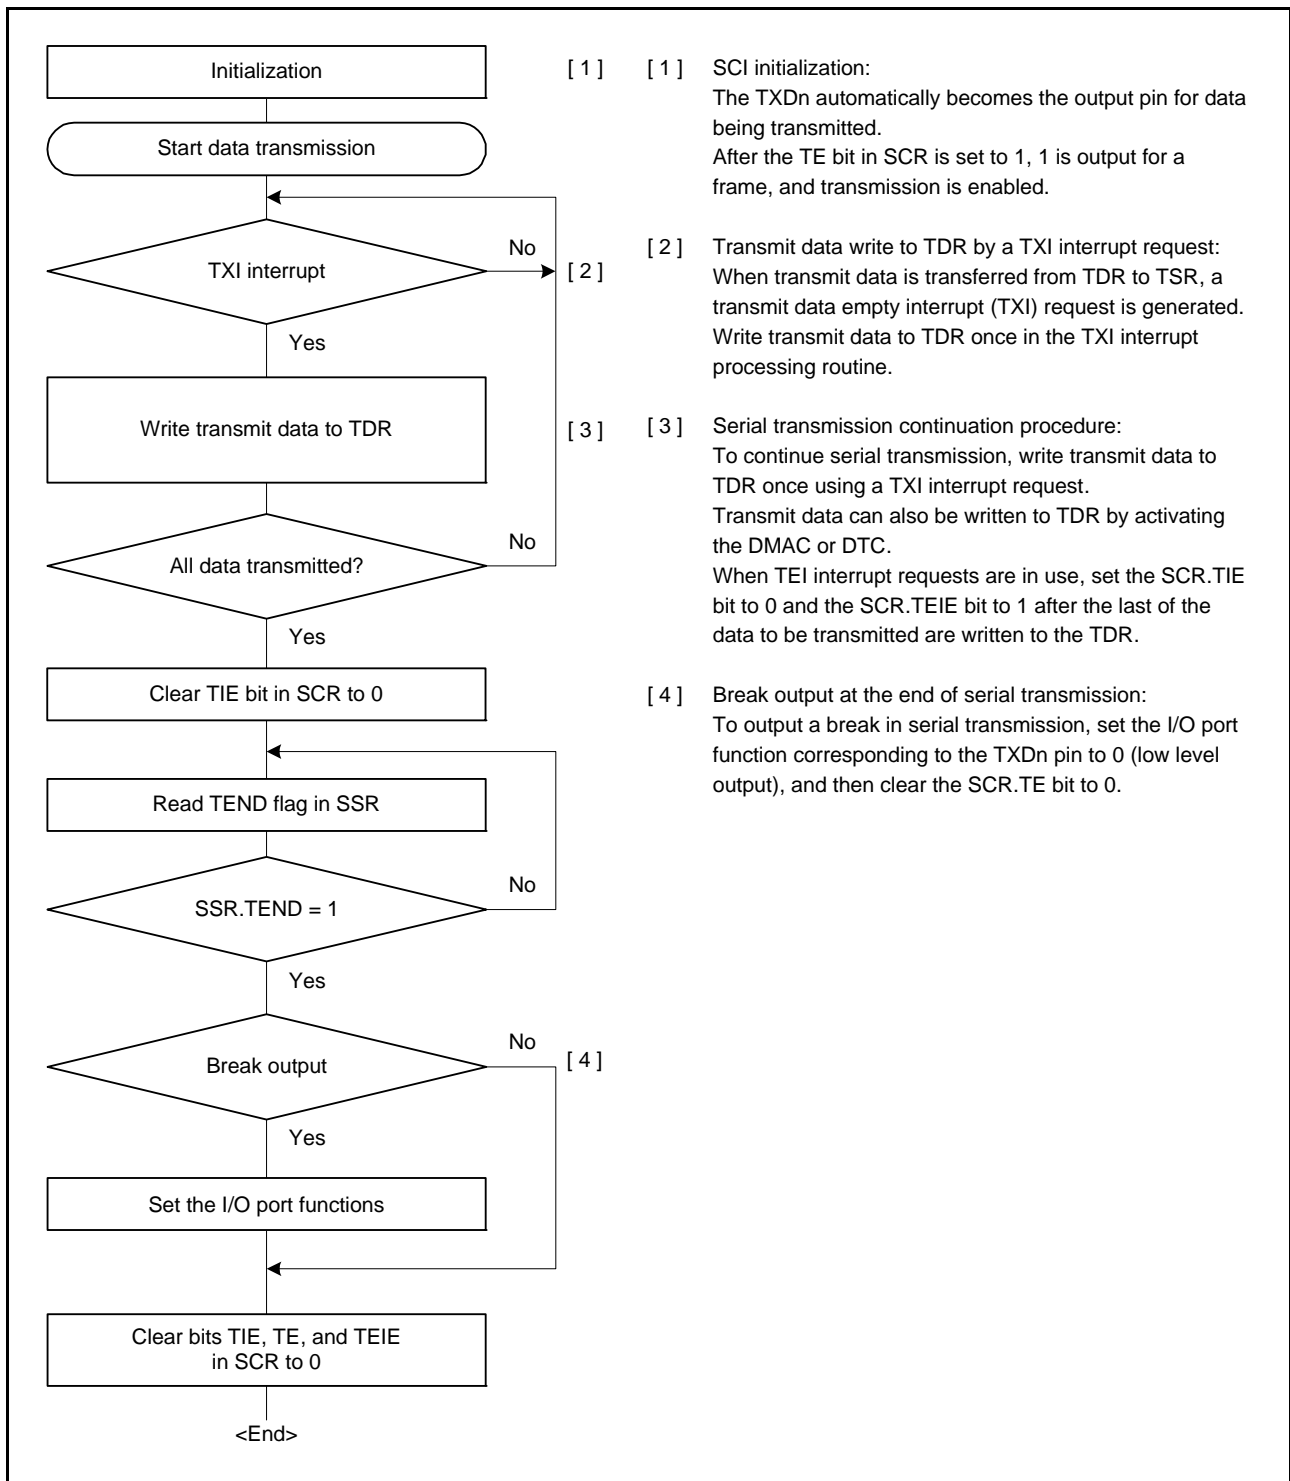 Initialization
[ 1 ]
Start data transmission
No
TXI interrupt
[ 2 ]
Yes
Write transmit data to TDR
[ 3 ]
No
All data transmitted?
Yes
Clear TIE bit in SCR to 0
Read TEND flag in SSR
No
SSR.TEND = 1
Yes
No
Break output
[ 4 ]
Yes
Set the I/O port functions
Clear bits TIE, TE, and TEIE
in SCR to 0
<End>
[ 1 ] SCI initialization:
The TXDn automatically becomes the output pin for data
being transmitted.
After the TE bit in SCR is set to 1, 1 is output for a
frame, and transmission is enabled.
[ 2 ] Transmit data write to TDR by a TXI interrupt request:
When transmit data is transferred from TDR to TSR, a
transmit data empty interrupt (TXI) request is generated.
Write transmit data to TDR once in the TXI interrupt
processing routine.
[ 3 ] Serial transmission continuation procedure:
To continue serial transmission, write transmit data to
TDR once using a TXI interrupt request.
Transmit data can also be written to TDR by activating
the DMAC or DTC.
When TEI interrupt requests are in use, set the SCR.TIE
bit to 0 and the SCR.TEIE bit to 1 after the last of the
data to be transmitted are written to the TDR.
[ 4 ] Break output at the end of serial transmission:
To output a break in serial transmission, set the I/O port
function corresponding to the TXDn pin to 0 (low level
output), and then clear the SCR.TE bit to 0.